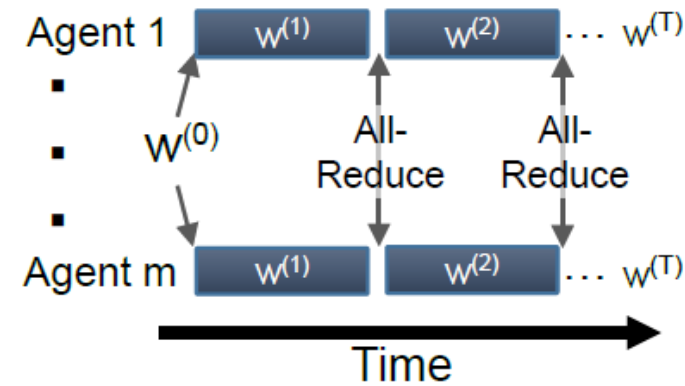 Agent 1 W⁽¹⁾ W⁽²⁾ ... W⁽ᵀ⁾
W⁽⁰⁾
All-Reduce
All-Reduce
Agent m W⁽¹⁾ W⁽²⁾ ... W⁽ᵀ⁾
Time